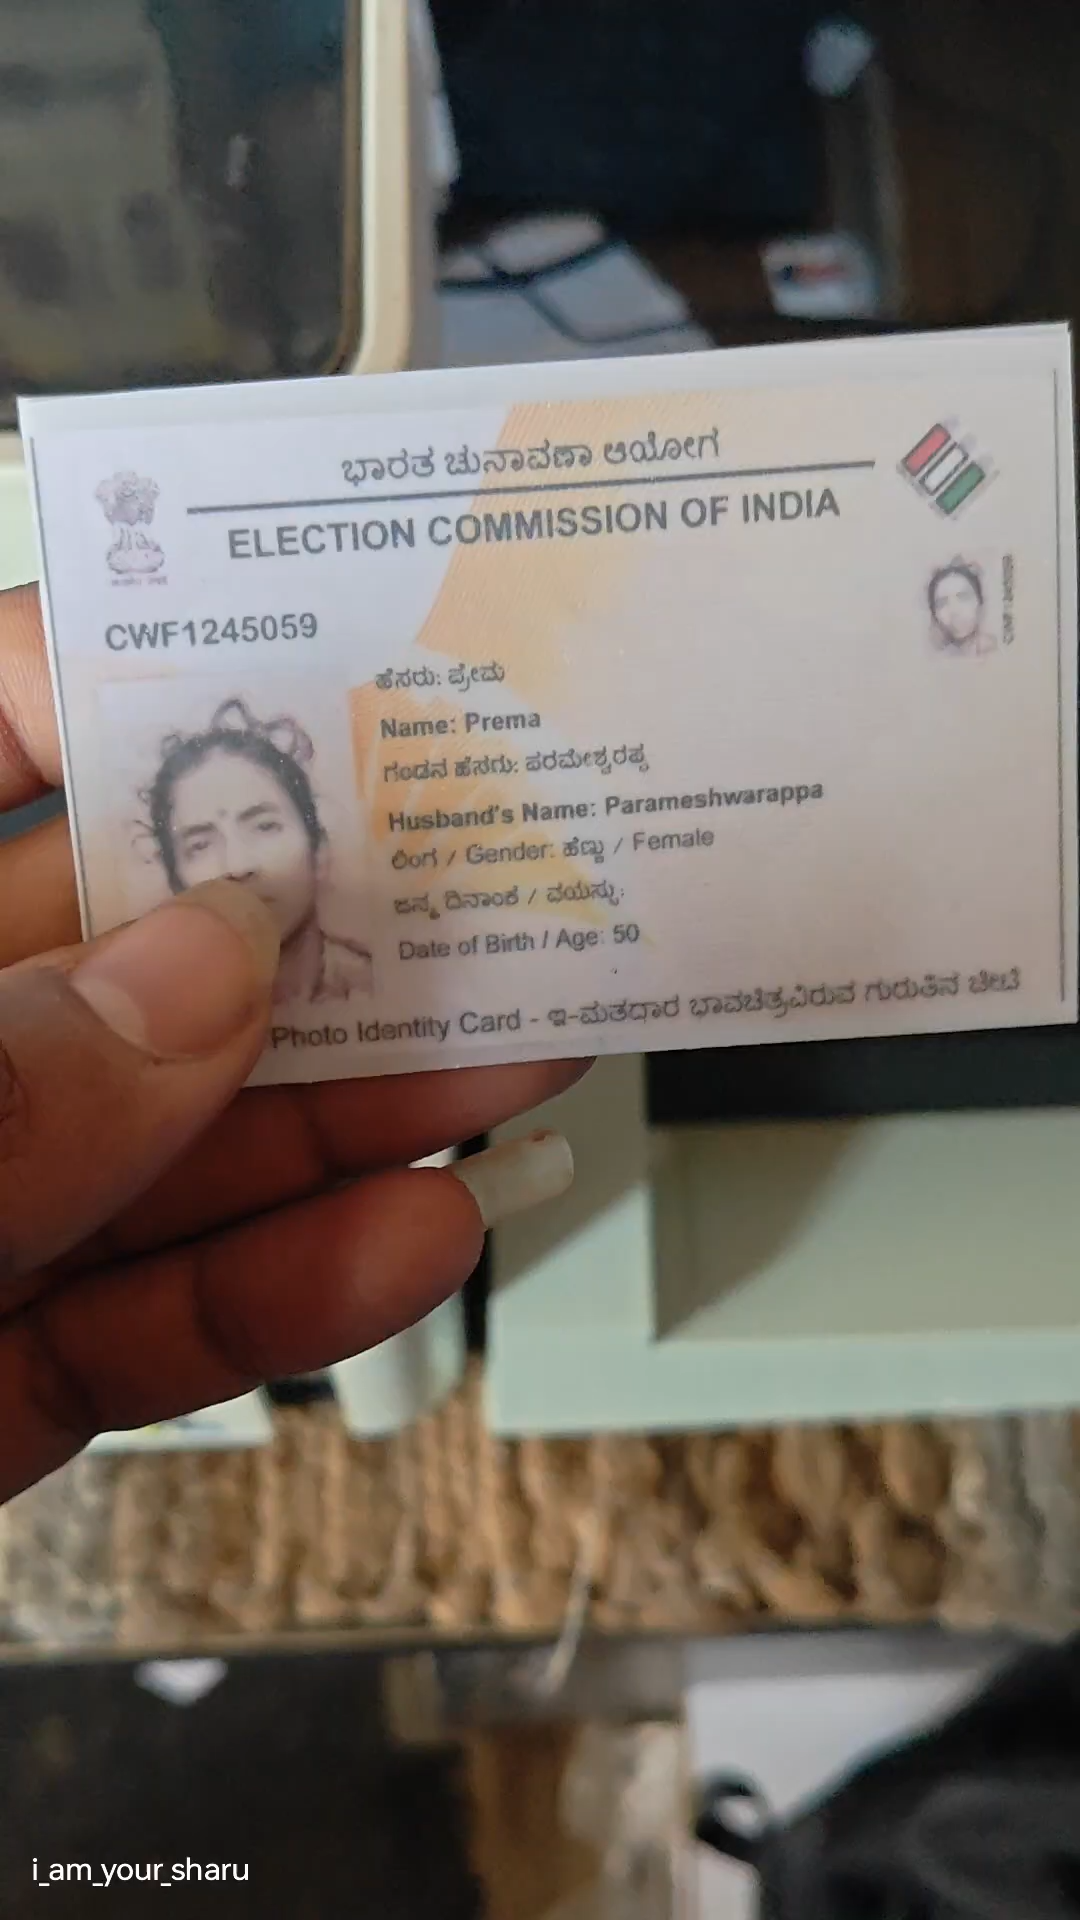 ಭಾರತ ಚುನಾವಣಾ ಆಯೋಗ
ELECTION COMMISSION OF INDIA
CWF1245059
CWF1245059
ಹೆಸರು: ಪ್ರೇಮ
Name: Prema
ಗಂಡನ ಹೆಸರು: ಪರಮೇಶ್ವರಪ್ಪ
Husband's Name: Parameshwarappa
ಲಿಂಗ / Gender: ಹೆಣ್ಣು / Female
ಜನ್ಮ ದಿನಾಂಕ / ವಯಸ್ಸು:
Date of Birth / Age: 50
Photo Identity Card - ಇ-ಮತದಾರ ಭಾವಚಿತ್ರವಿರುವ ಗುರುತಿನ ಚೀಟಿ
i_am_your_sharu